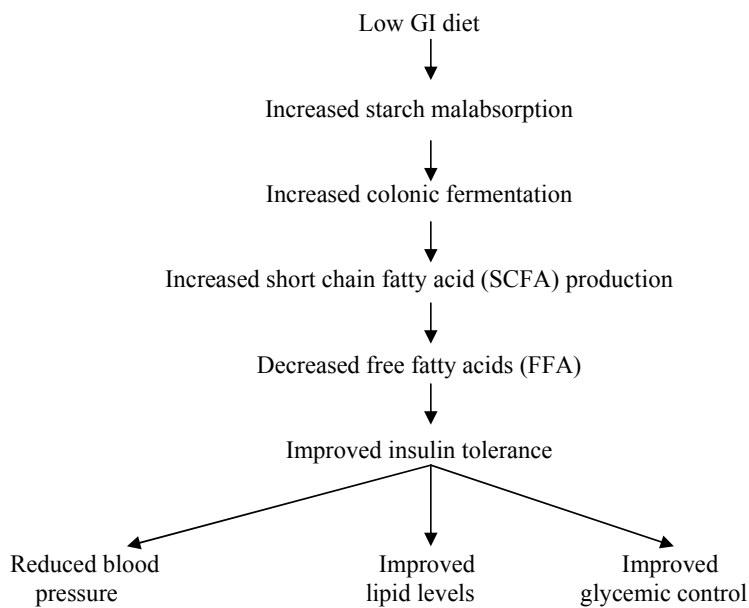 Low GI diet
Increased starch malabsorption
Increased colonic fermentation
Increased short chain fatty acid (SCFA) production
Decreased free fatty acids (FFA)
Improved insulin tolerance
Reduced blood
pressure
Improved
lipid levels
Improved
glycemic control